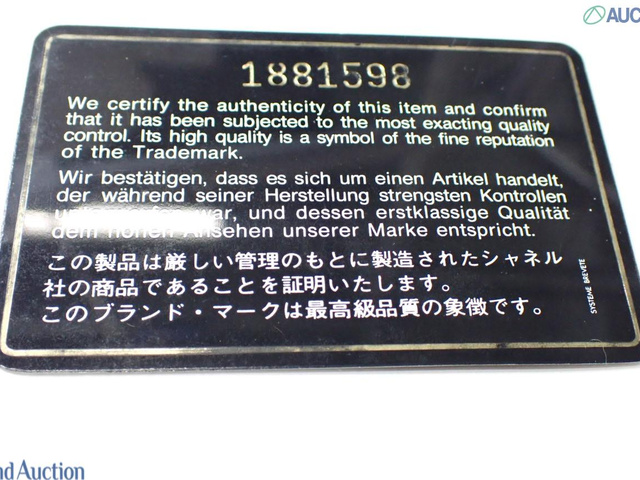 AUC
1881598
We certify the authenticity of this item and confirm
that it has been subjected to the most exacting quality
control. Its high quality is a symbol of the fine reputation
of the Trademark.
Wir bestätigen, dass es sich um einen Artikel handelt,
der während seiner Herstellung strengsten Kontrollen
war, und dessen erstklassige Qualität
dem hohen Ansehen unserer Marke entspricht.
この製品は厳しい管理のもとに製造されたシャネル
社の商品であることを証明いたします。
このブランド・マークは最高級品質の象徴です。
SYSTEME BREVETE
nd Auction